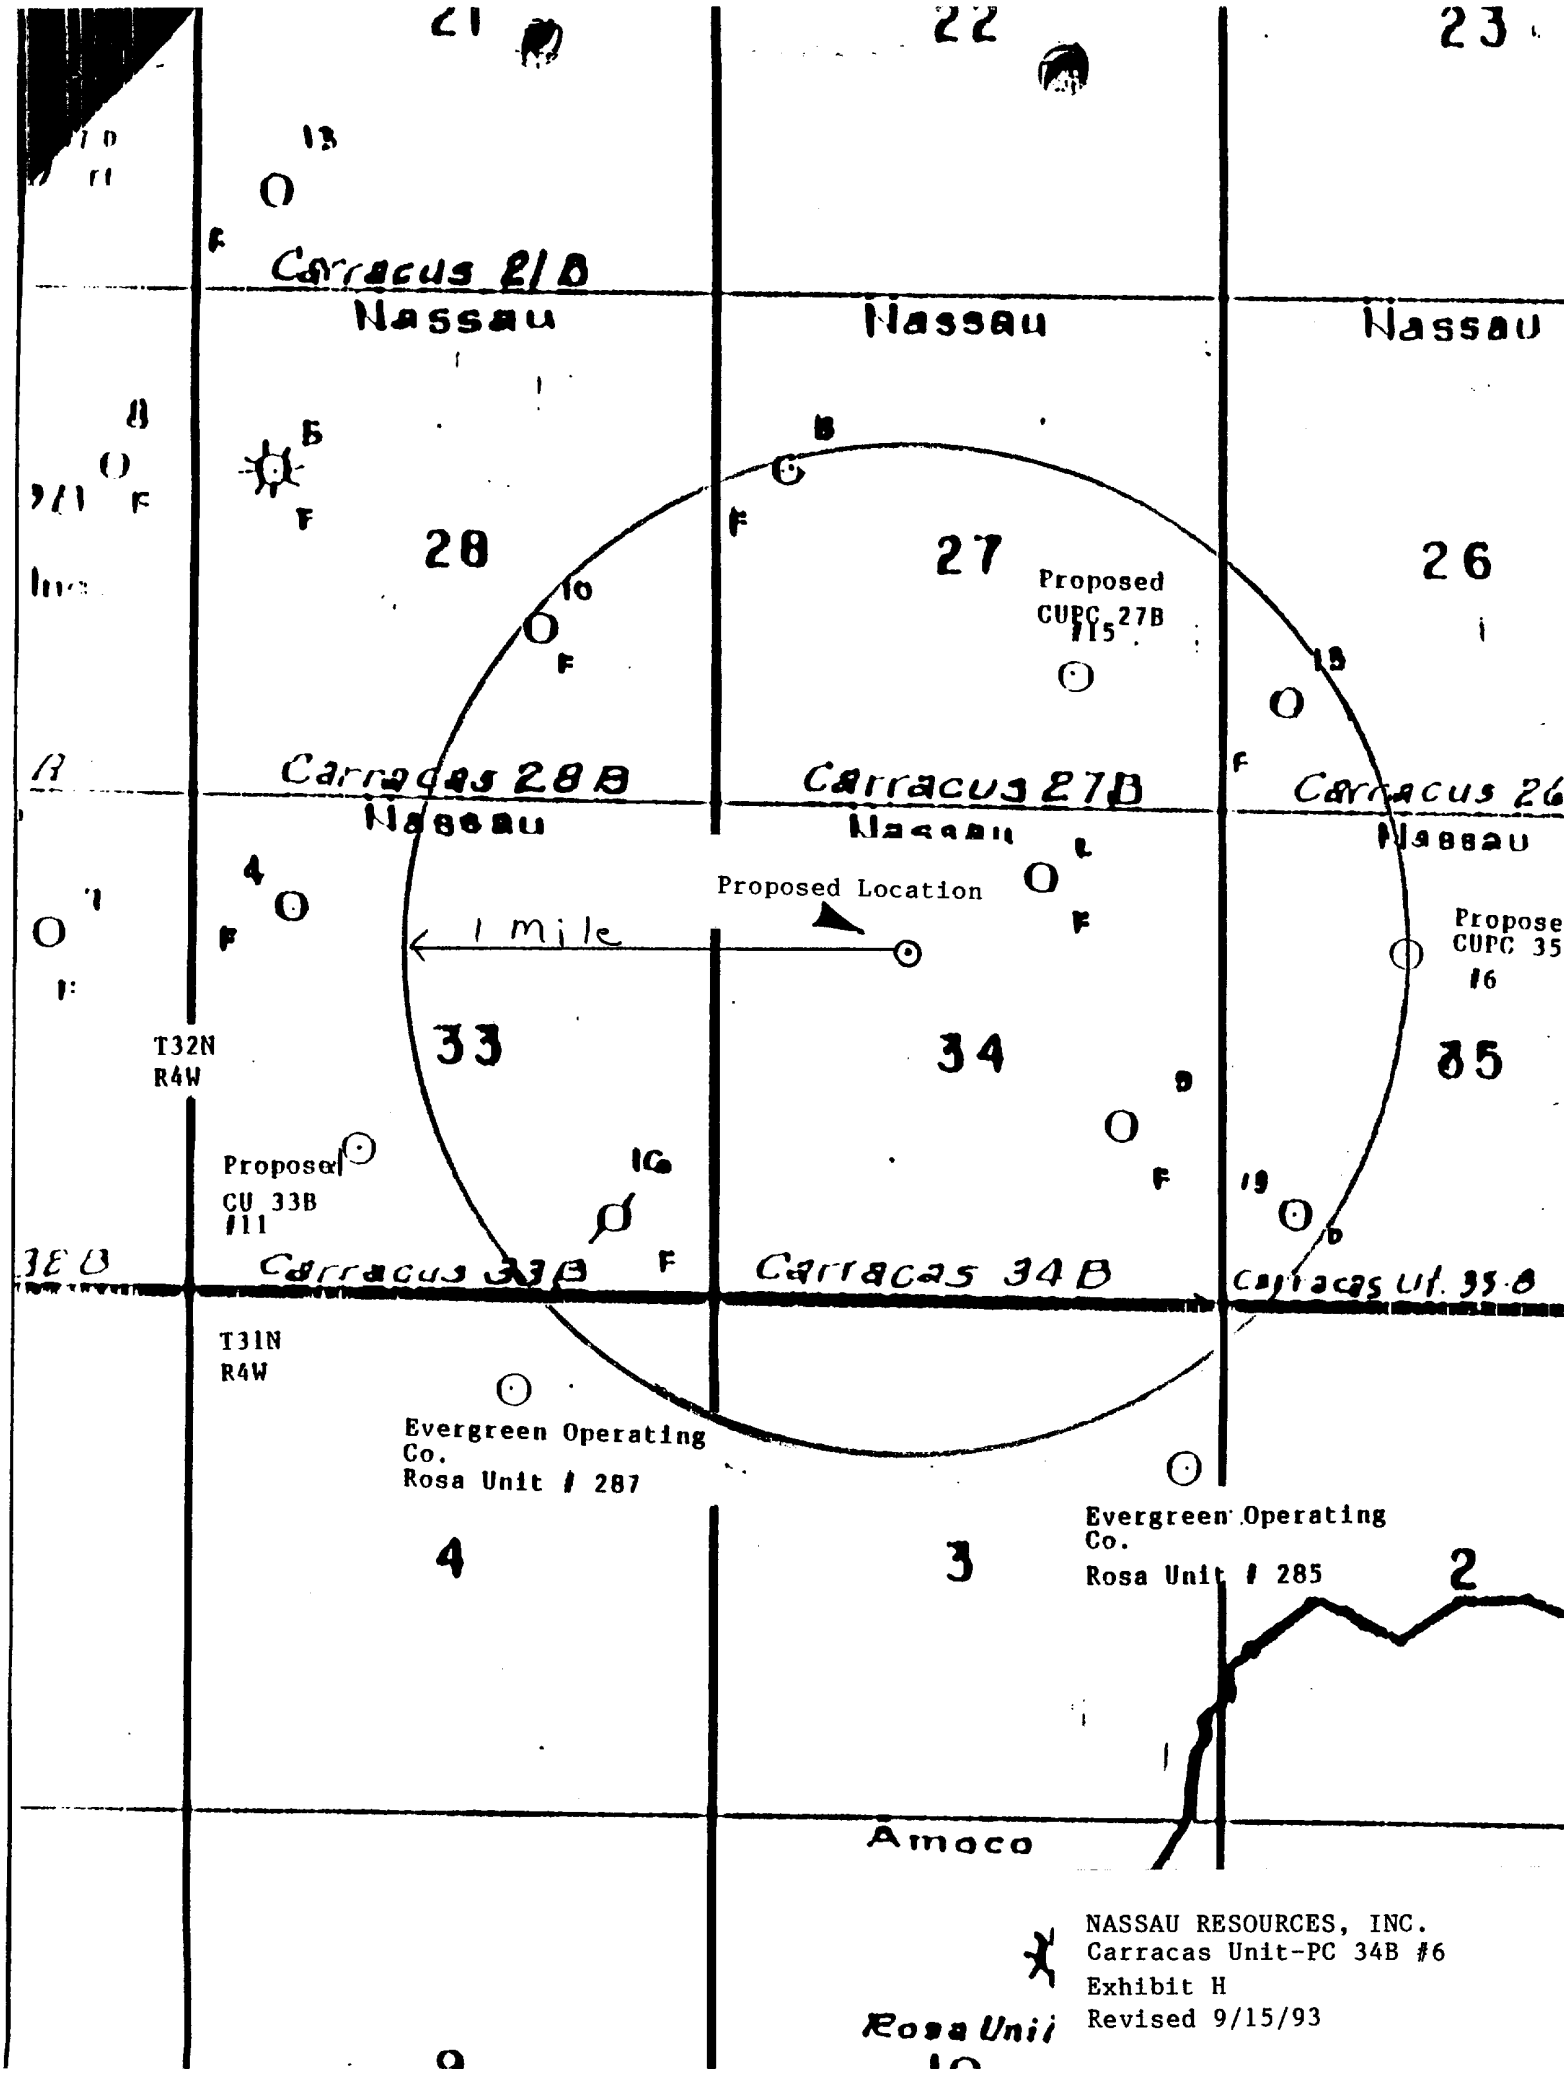 21
22
23
13
F
Carracus 21B
Nassau
Nassau
Nassau
8
F
5
F
28
B
F
27
26
10
F
Proposed
CUPC 27B
#15
13
F
Carracas 28B
Carracus 27B
Carracus 26
Nassau
Nassau
Nassau
4
F
7
F
Proposed Location
F
1 mile
Propose
CUPC 35
#6
T32N
R4W
33
34
35
9
F
Proposed
CU 33B
#11
16
F
19
Carracus 33B
Carracas 34B
Carracas Ut. 35-B
T31N
R4W
Evergreen Operating
Co.
Rosa Unit # 287
Evergreen Operating
Co.
Rosa Unit # 285
4
3
2
Amoco
NASSAU RESOURCES, INC.
Carracas Unit-PC 34B #6
Exhibit H
Revised 9/15/93
Rosa Unit
9
10